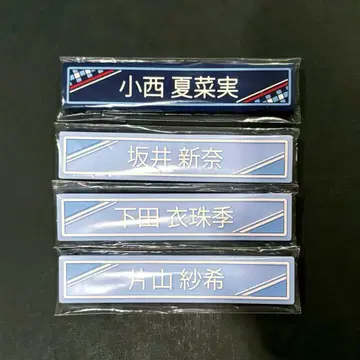 小西 夏菜実
坂井 新奈
下田 衣珠季
片山 紗希